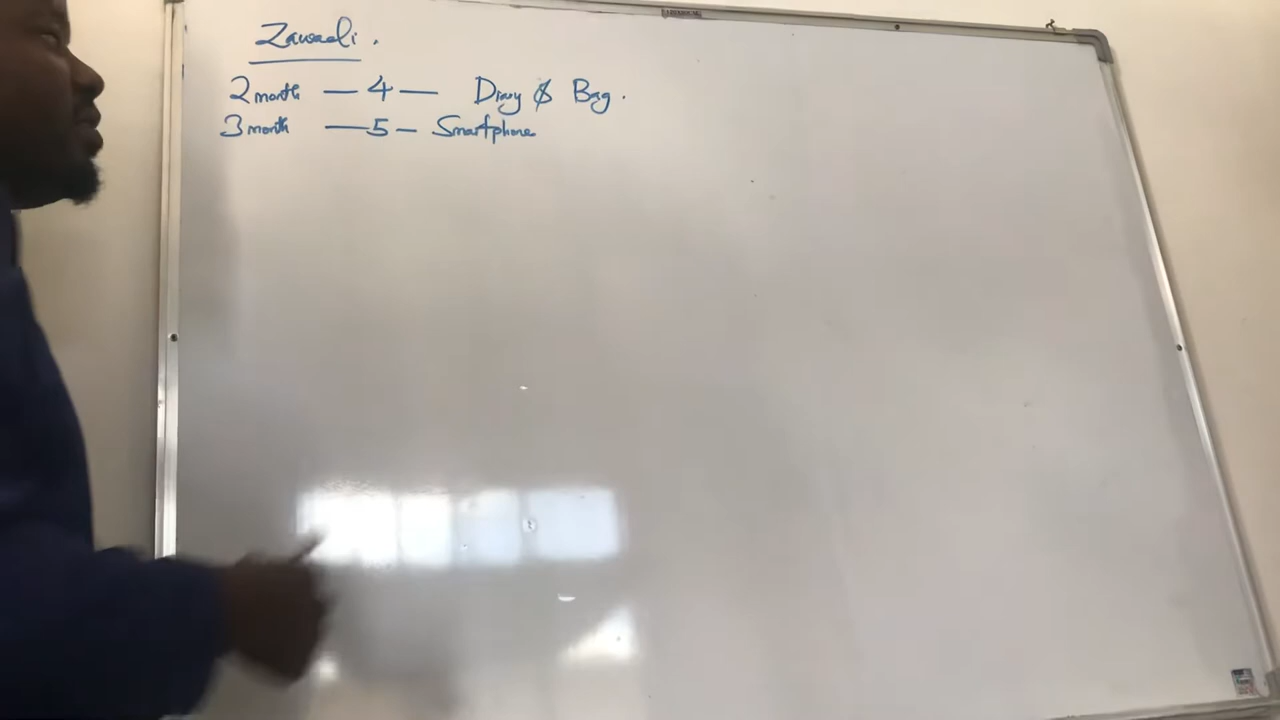 Zawadi.
2 month — 4 — Diary & Bag.
3 month — 5 — Smartphone